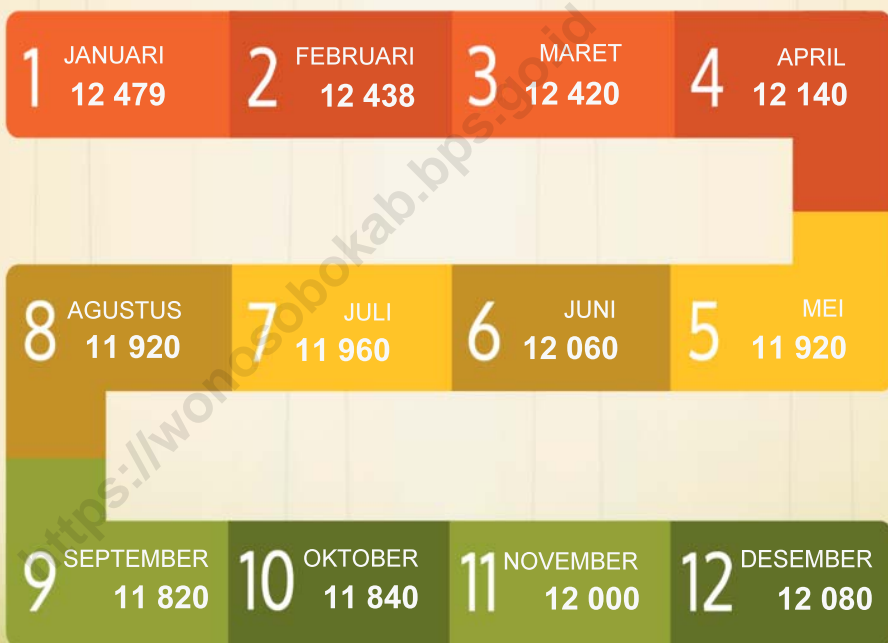 1 JANUARI
12 479
2 FEBRUARI
12 438
3 MARET
12 420
4 APRIL
12 140
5 MEI
11 920
6 JUNI
12 060
7 JULI
11 960
8 AGUSTUS
11 920
9 SEPTEMBER
11 820
10 OKTOBER
11 840
11 NOVEMBER
12 000
12 DESEMBER
12 080
https://wonosobokab.bps.go.id